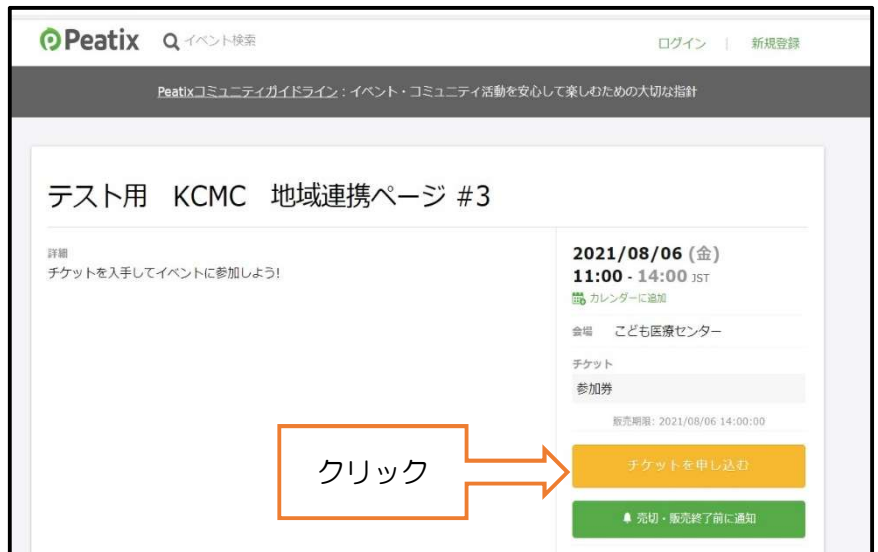 Peatix イベント検索 ログイン | 新規登録
Peatixコミュニティガイドライン：イベント・コミュニティ活動を安心して楽しむための大切な指針
テスト用　KCMC　地域連携ページ #3
詳細
チケットを入手してイベントに参加しよう!
2021/08/06 (金)
11:00 - 14:00 JST
カレンダーに追加
会場 こども医療センター
チケット
参加券
販売期限: 2021/08/06 14:00:00
クリック
チケットを申し込む
売切・販売終了前に通知